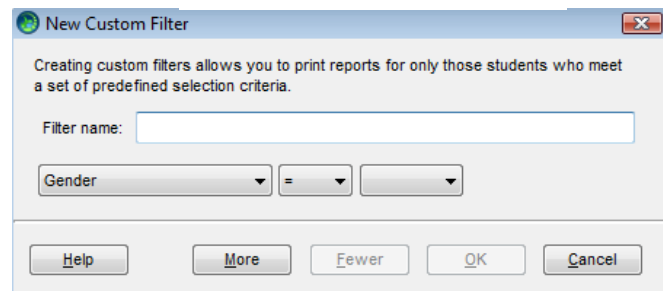 New Custom Filter
Creating custom filters allows you to print reports for only those students who meet
a set of predefined selection criteria.
Filter name:
Gender =
Help More Fewer OK Cancel